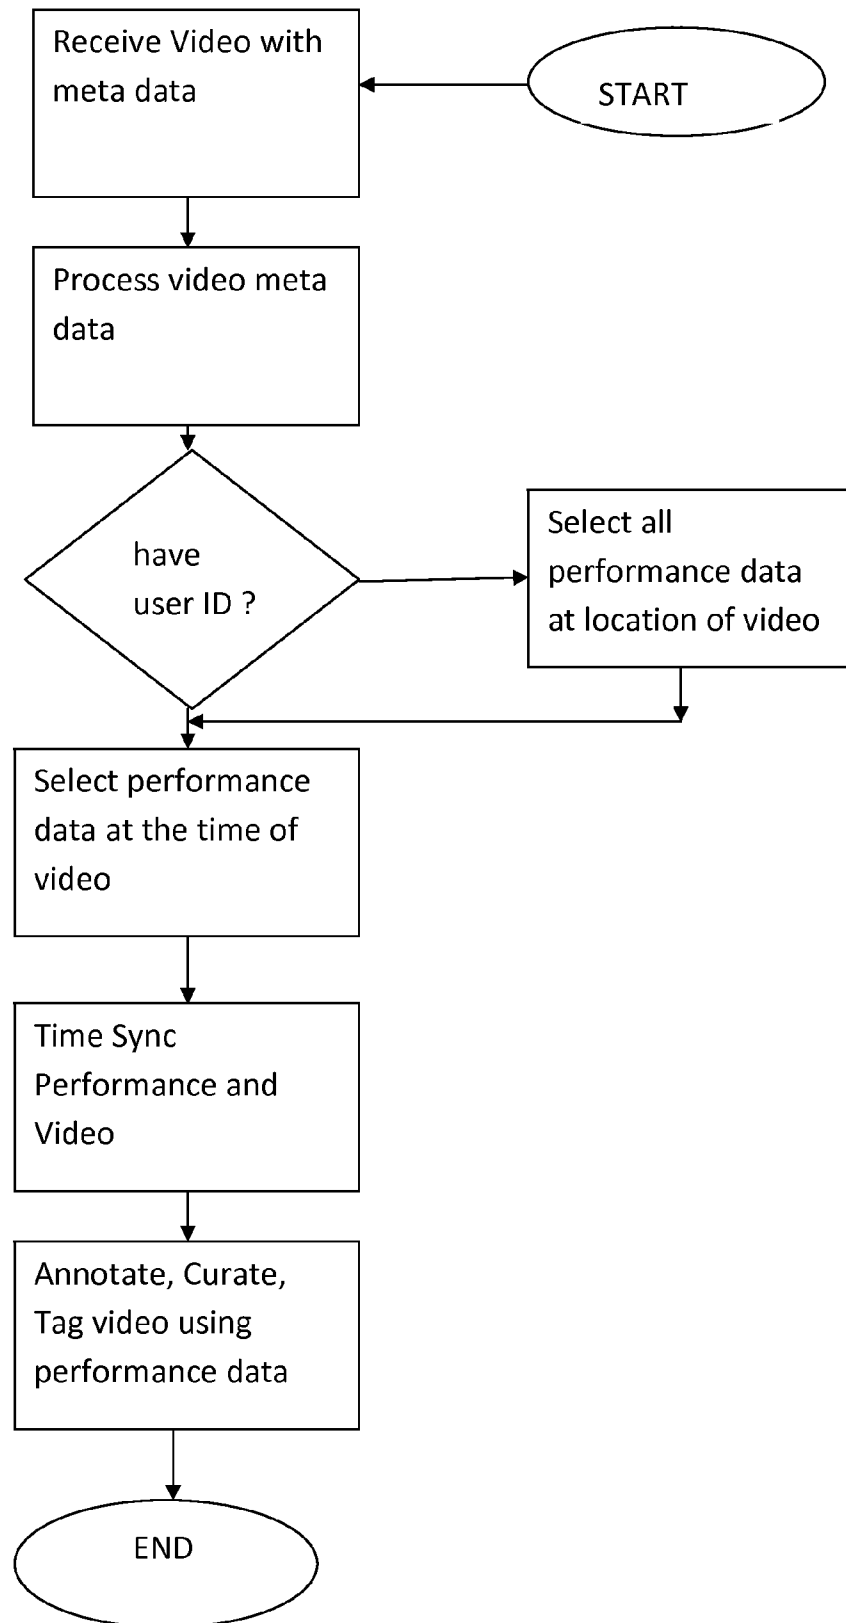 START
Receive Video with
meta data
Process video meta
data
have
user ID ?
Select all
performance data
at location of video
Select performance
data at the time of
video
Time Sync
Performance and
Video
Annotate, Curate,
Tag video using
performance data
END